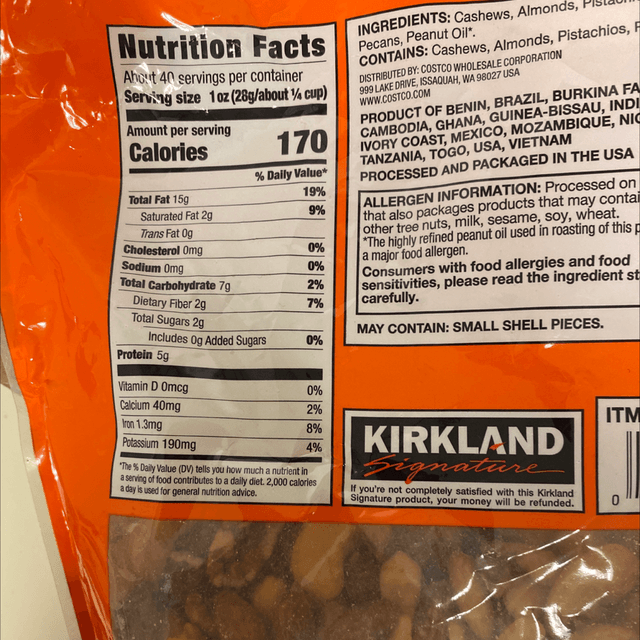 Nutrition Facts
About 40 servings per container
Serving size 1 oz (28g/about ¼ cup)
Amount per serving
Calories 170
% Daily Value*
Total Fat 15g 19%
Saturated Fat 2g 9%
Trans Fat 0g
Cholesterol 0mg 0%
Sodium 0mg 0%
Total Carbohydrate 7g 2%
Dietary Fiber 2g 7%
Total Sugars 2g
Includes 0g Added Sugars 0%
Protein 5g
Vitamin D 0mcg 0%
Calcium 40mg 2%
Iron 1.3mg 8%
Potassium 190mg 4%
*The % Daily Value (DV) tells you how much a nutrient in
a serving of food contributes to a daily diet. 2,000 calories
a day is used for general nutrition advice.
INGREDIENTS: Cashews, Almonds,
Pecans, Peanut Oil*.
CONTAINS: Cashews, Almonds, Pistachios,
DISTRIBUTED BY: COSTCO WHOLESALE CORPORATION
999 LAKE DRIVE, ISSAQUAH, WA 98027 USA
WWW.COSTCO.COM
PRODUCT OF BENIN, BRAZIL, BURKINA FA
CAMBODIA, GHANA, GUINEA-BISSAU, INDI
IVORY COAST, MEXICO, MOZAMBIQUE, NIG
TANZANIA, TOGO, USA, VIETNAM
PROCESSED AND PACKAGED IN THE USA
ALLERGEN INFORMATION: Processed on
that also packages products that may contai
other tree nuts, milk, sesame, soy, wheat.
*The highly refined peanut oil used in roasting of this p
a major food allergen.
Consumers with food allergies and food
sensitivities, please read the ingredient st
carefully.
MAY CONTAIN: SMALL SHELL PIECES.
KIRKLAND
Signature
If you're not completely satisfied with this Kirkland
Signature product, your money will be refunded.
ITM
0